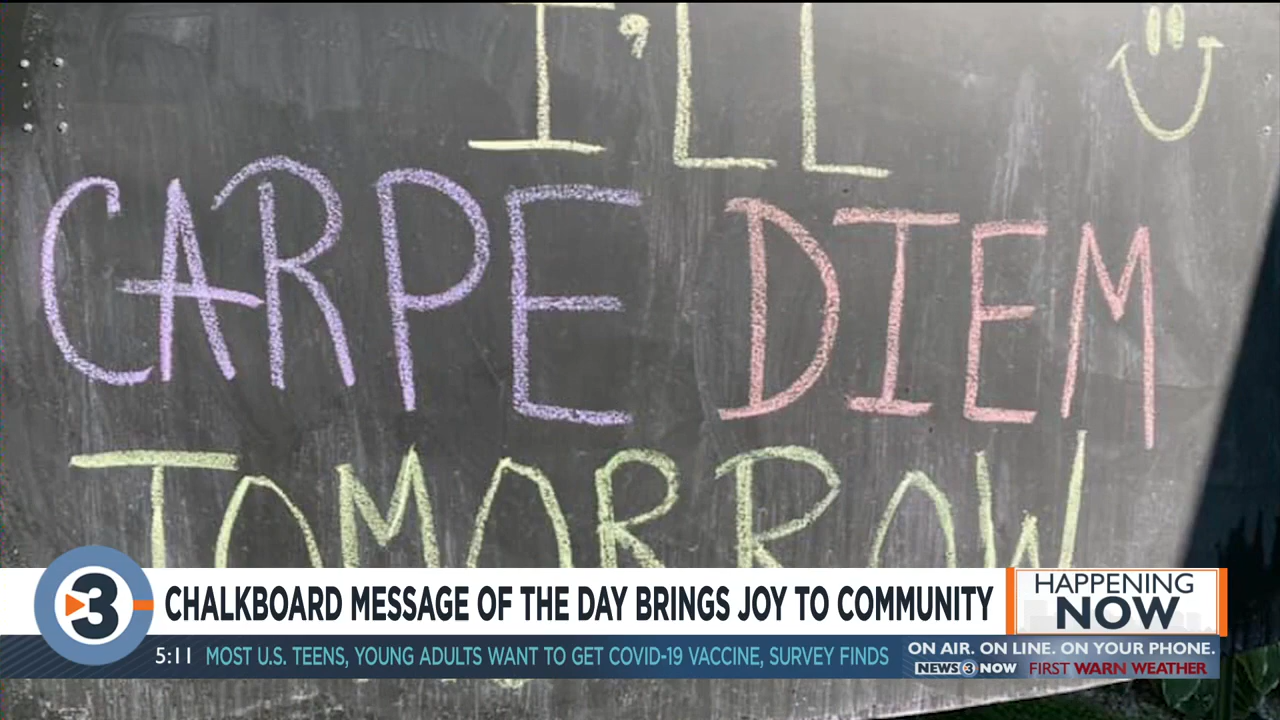 I'LL
CARPE DIEM
TOMORROW
3
CHALKBOARD MESSAGE OF THE DAY BRINGS JOY TO COMMUNITY
HAPPENING
NOW
5:11 MOST U.S. TEENS, YOUNG ADULTS WANT TO GET COVID-19 VACCINE, SURVEY FINDS
ON AIR. ON LINE. ON YOUR PHONE.
NEWS 3 NOW FIRST WARN WEATHER